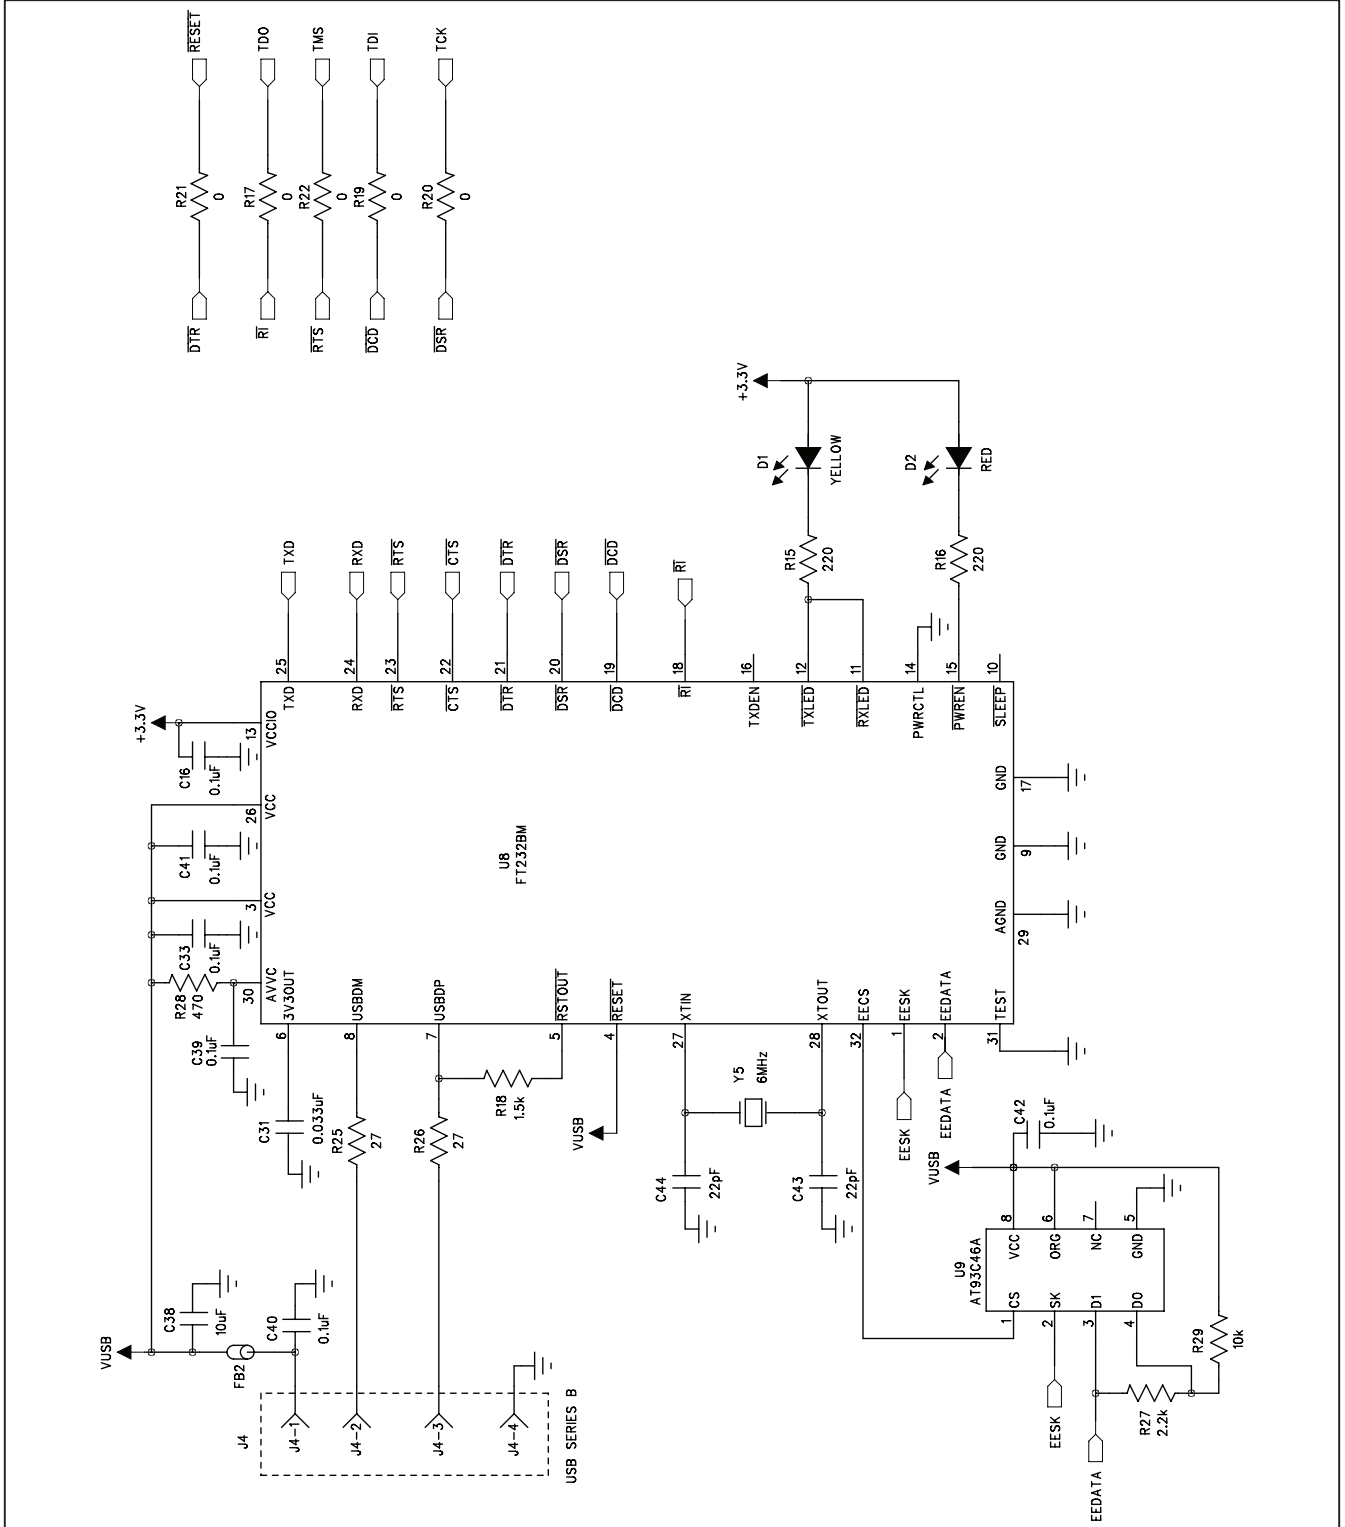 RESET
TDO
TMS
TDI
TCK
R21
0
R17
0
R22
0
R19
0
R20
0
DTR
RI
RTS
DCD
DSR
+3.3V
D1
YELLOW
D2
RED
R15
220
R16
220
TXD
RXD
RTS
CTS
DTR
DSR
DCD
RI
25
24
23
22
21
20
19
18
16
12
11
14
15
10
TXD
RXD
RTS
CTS
DTR
DSR
DCD
RI
TXDEN
TXLED
RXLED
PWRCTL
PWREN
SLEEP
+3.3V
13
VCCIO
C16
0.1uF
26
VCC
C41
0.1uF
3
VCC
C33
0.1uF
R28
470
30
AVVC
C39
0.1uF
U8
FT232BM
GND
17
GND
9
AGND
29
TEST
31
3V3OUT
6
USBDM
8
USBDP
7
RSTOUT
5
RESET
4
XTIN
27
XTOUT
28
EECS
32
EESK
1
EEDATA
2
C31
0.033uF
R25
27
R26
27
R18
1.5k
VUSB
Y5
6MHz
C44
22pF
C43
22pF
EESK
EEDATA
VUSB
C42
0.1uF
U9
AT93C46A
8
VCC
6
ORG
7
NC
5
GND
CS
1
SK
2
D1
3
D0
4
R29
10k
R27
2.2k
EESK
EEDATA
VUSB
C38
10uF
C40
0.1uF
FB2
J4
J4-1
J4-2
J4-3
J4-4
USB SERIES B